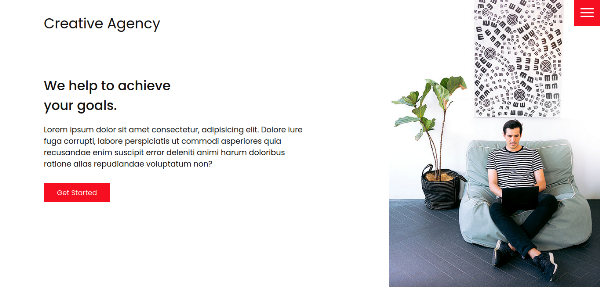 Creative Agency
We help to achieve
your goals.
Lorem ipsum dolor sit amet consectetur, adipisicing elit. Dolore iure
fuga corrupti, labore perspiciatis ut commodi asperiores quia
recusandae enim suscipit error deleniti animi harum doloribus
ratione alias repudiandae voluptatum non?
Get Started